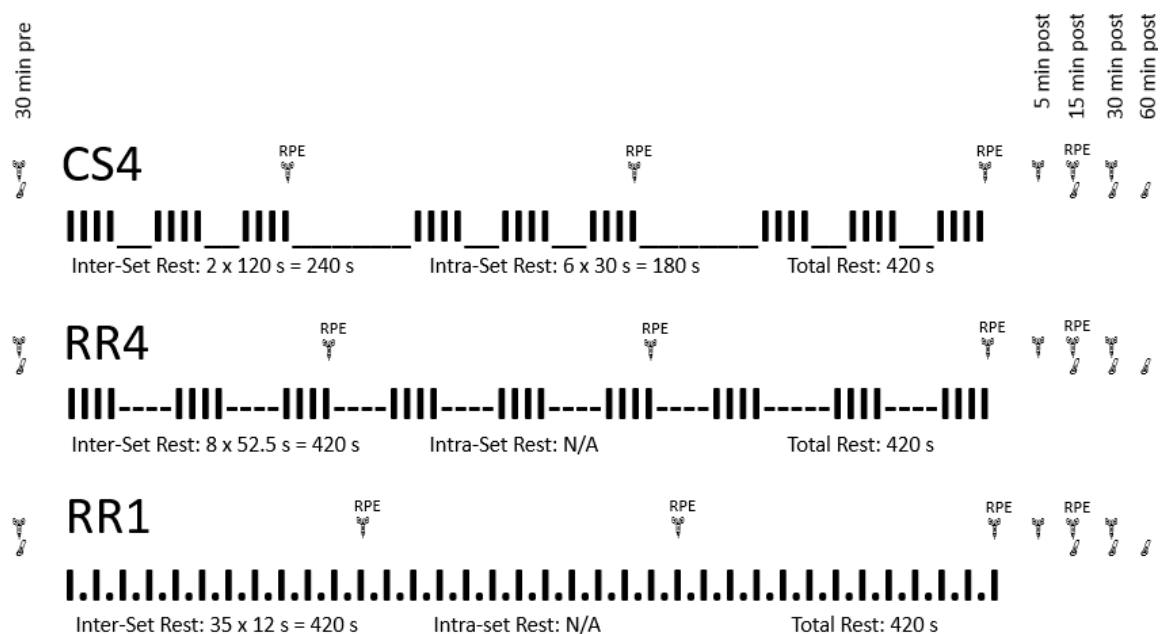 30 min pre
5 min post
15 min post
30 min post
60 min post
CS4
RPE
RPE
RPE
RPE
Inter-Set Rest: 2 x 120 s = 240 s
Intra-Set Rest: 6 x 30 s = 180 s
Total Rest: 420 s
RR4
RPE
RPE
RPE
RPE
Inter-Set Rest: 8 x 52.5 s = 420 s
Intra-Set Rest: N/A
Total Rest: 420 s
RR1
RPE
RPE
RPE
RPE
Inter-Set Rest: 35 x 12 s = 420 s
Intra-set Rest: N/A
Total Rest: 420 s